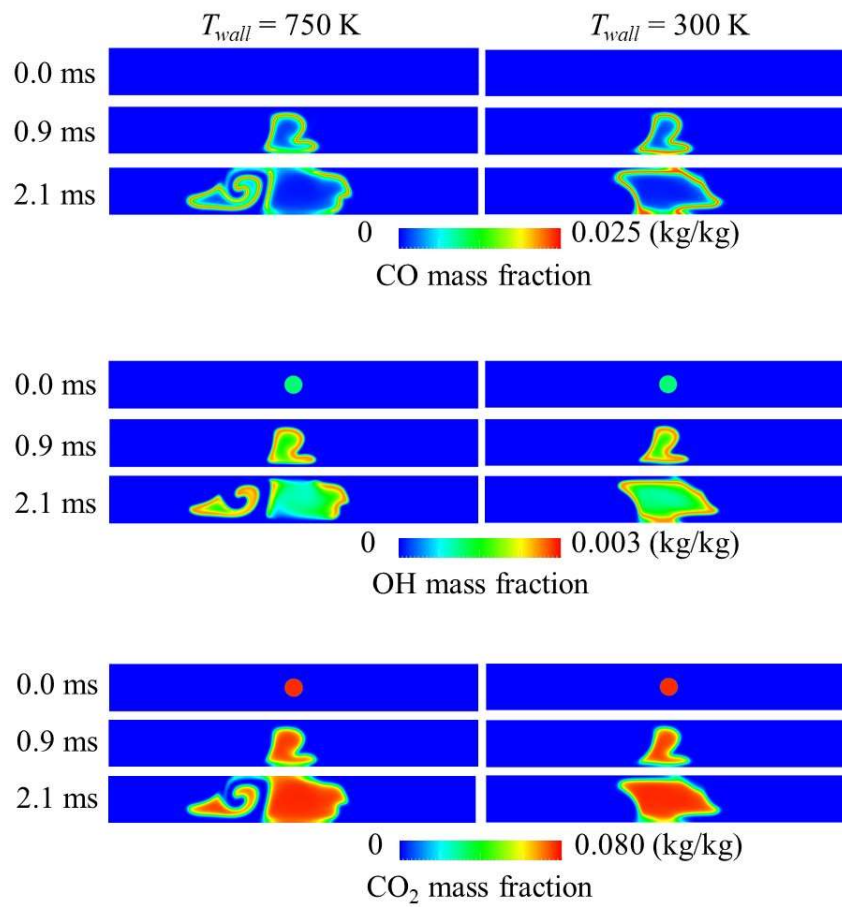 T_wall = 750 K T_wall = 300 K
0.0 ms
0.9 ms
2.1 ms
0 0.025 (kg/kg)
CO mass fraction
0.0 ms
0.9 ms
2.1 ms
0 0.003 (kg/kg)
OH mass fraction
0.0 ms
0.9 ms
2.1 ms
0 0.080 (kg/kg)
CO₂ mass fraction